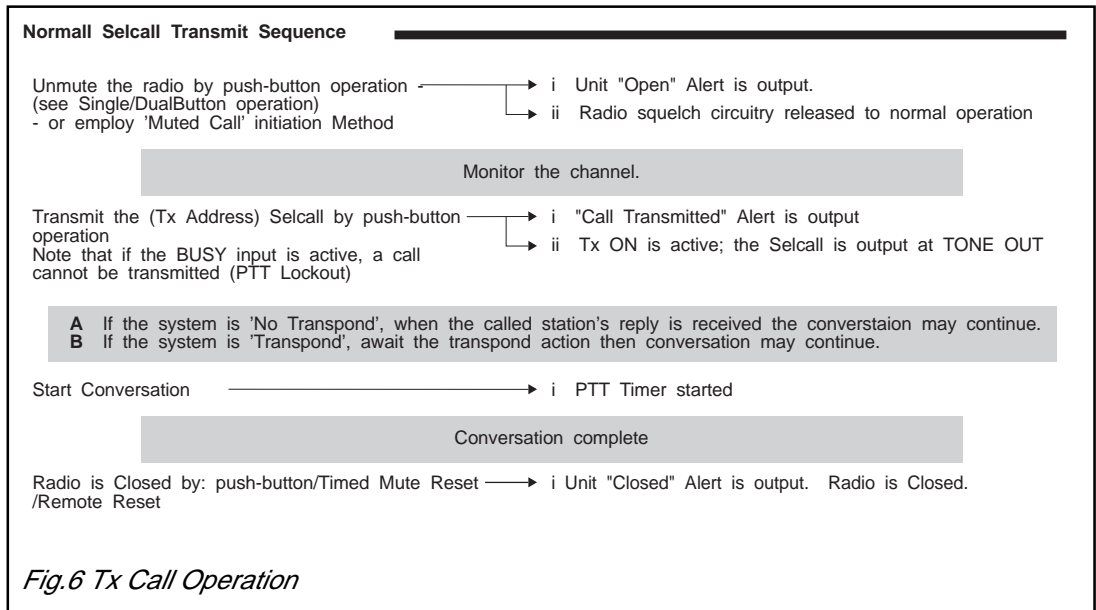 Normall Selcall Transmit Sequence
Unmute the radio by push-button operation -
(see Single/DualButton operation)
- or employ 'Muted Call' initiation Method
i Unit "Open" Alert is output.
ii Radio squelch circuitry released to normal operation
Monitor the channel.
Transmit the (Tx Address) Selcall by push-button
operation
Note that if the BUSY input is active, a call
cannot be transmitted (PTT Lockout)
i "Call Transmitted" Alert is output
ii Tx ON is active; the Selcall is output at TONE OUT
A If the system is 'No Transpond', when the called station's reply is received the converstaion may continue.
B If the system is 'Transpond', await the transpond action then conversation may continue.
Start Conversation
i PTT Timer started
Conversation complete
Radio is Closed by: push-button/Timed Mute Reset
/Remote Reset
i Unit "Closed" Alert is output. Radio is Closed.
Fig.6 Tx Call Operation